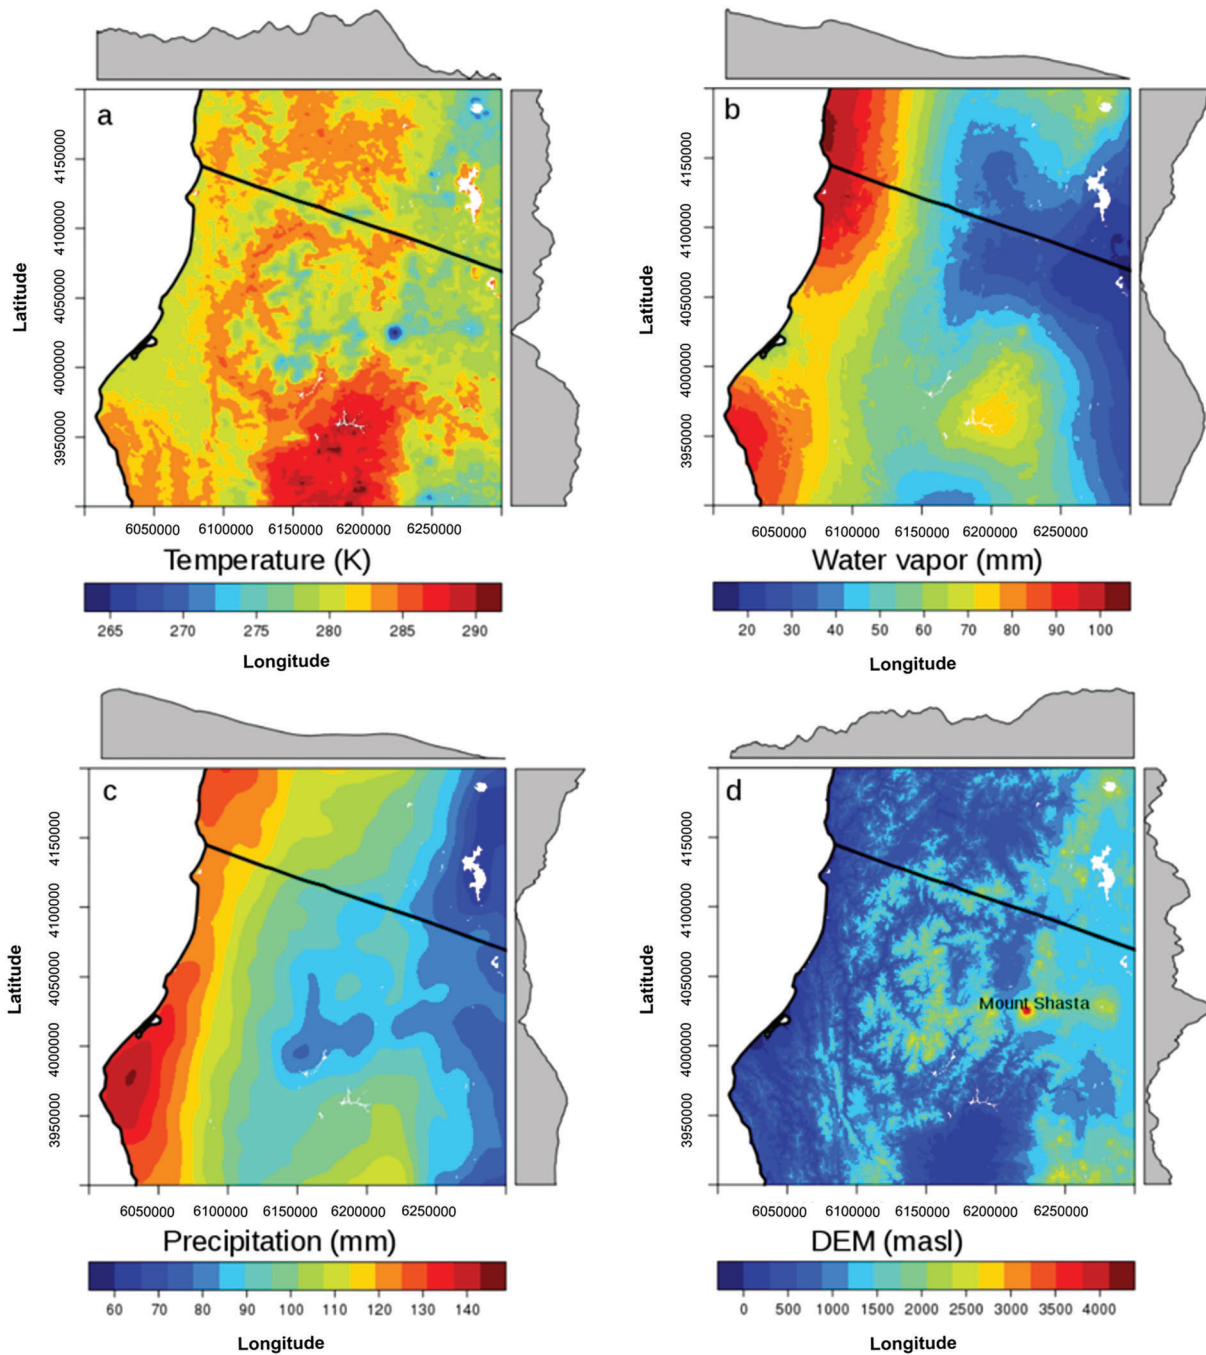 a
Latitude
4150000
4100000
4050000
4000000
3950000
6050000 6100000 6150000 6200000 6250000
Temperature (K)
265 270 275 280 285 290
Longitude
b
Latitude
4150000
4100000
4050000
4000000
3950000
6050000 6100000 6150000 6200000 6250000
Water vapor (mm)
20 30 40 50 60 70 80 90 100
Longitude
c
Latitude
4150000
4100000
4050000
4000000
3950000
6050000 6100000 6150000 6200000 6250000
Precipitation (mm)
60 70 80 90 100 110 120 130 140
Longitude
d
Latitude
4150000
4100000
4050000
4000000
3950000
Mount Shasta
6050000 6100000 6150000 6200000 6250000
DEM (masl)
0 500 1000 1500 2000 2500 3000 3500 4000
Longitude